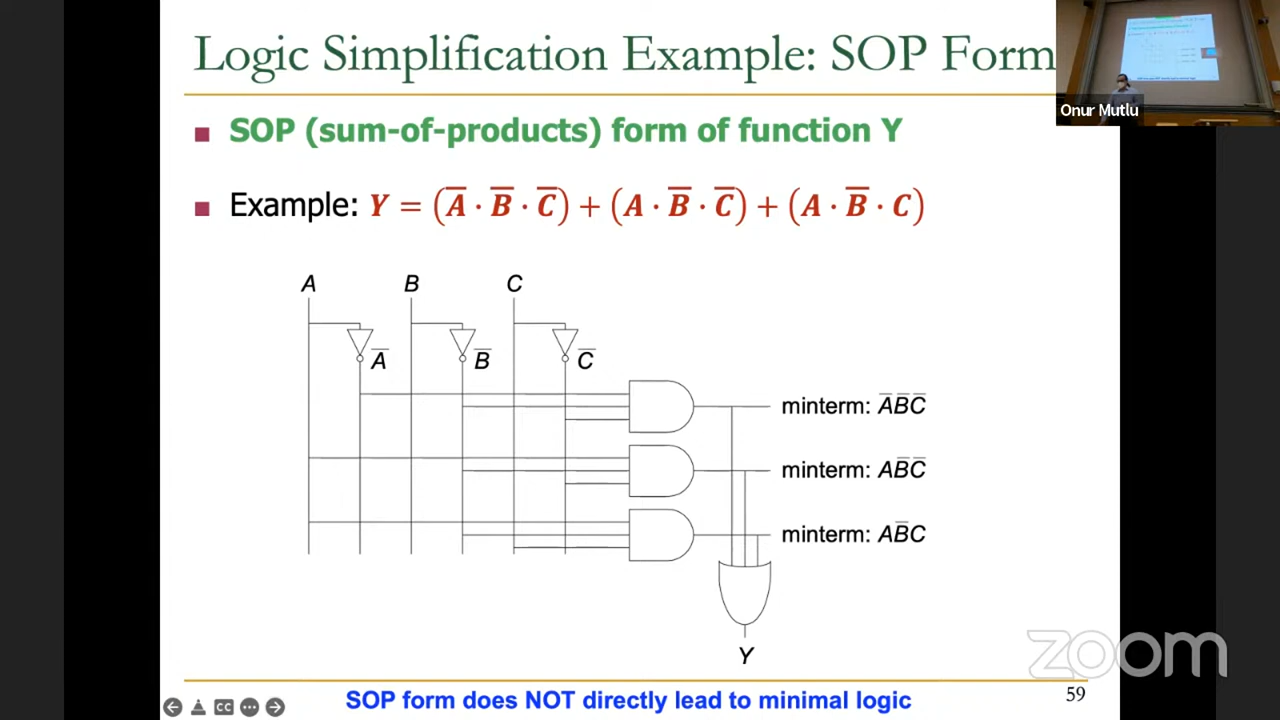 Logic Simplification Example: SOP Form
Onur Mutlu
SOP (sum-of-products) form of function Y
Example: Y = (A̅ · B̅ · C̅) + (A · B̅ · C̅) + (A · B̅ · C)
A B C
A̅ B̅ C̅
minterm: A̅B̅C̅
minterm: AB̅C̅
minterm: AB̅C
Y
zoom
CC
SOP form does NOT directly lead to minimal logic
59